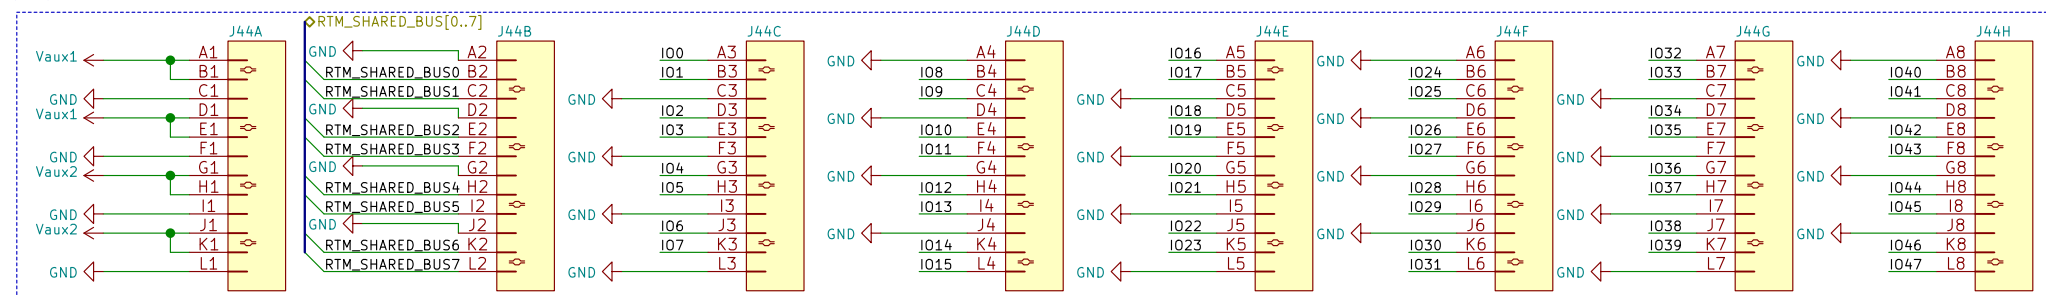 RTM_SHARED_BUS[0..7]
J44A
Vaux1 A1
B1
GND C1
Vaux1 D1
E1
GND F1
Vaux2 G1
H1
GND I1
Vaux2 J1
K1
GND L1
J44B
GND A2
RTM_SHARED_BUS0 B2
RTM_SHARED_BUS1 C2
GND D2
RTM_SHARED_BUS2 E2
RTM_SHARED_BUS3 F2
GND G2
RTM_SHARED_BUS4 H2
RTM_SHARED_BUS5 I2
GND J2
RTM_SHARED_BUS6 K2
RTM_SHARED_BUS7 L2
J44C
IO0 A3
IO1 B3
GND C3
IO2 D3
IO3 E3
GND F3
IO4 G3
IO5 H3
GND I3
IO6 J3
IO7 K3
GND L3
J44D
GND A4
IO8 B4
IO9 C4
GND D4
IO10 E4
IO11 F4
GND G4
IO12 H4
IO13 I4
GND J4
IO14 K4
IO15 L4
J44E
IO16 A5
IO17 B5
GND C5
IO18 D5
IO19 E5
GND F5
IO20 G5
IO21 H5
GND I5
IO22 J5
IO23 K5
GND L5
J44F
GND A6
IO24 B6
IO25 C6
GND D6
IO26 E6
IO27 F6
GND G6
IO28 H6
IO29 I6
GND J6
IO30 K6
IO31 L6
J44G
IO32 A7
IO33 B7
GND C7
IO34 D7
IO35 E7
GND F7
IO36 G7
IO37 H7
GND I7
IO38 J7
IO39 K7
GND L7
J44H
GND A8
IO40 B8
IO41 C8
GND D8
IO42 E8
IO43 F8
GND G8
IO44 H8
IO45 I8
GND J8
IO46 K8
IO47 L8